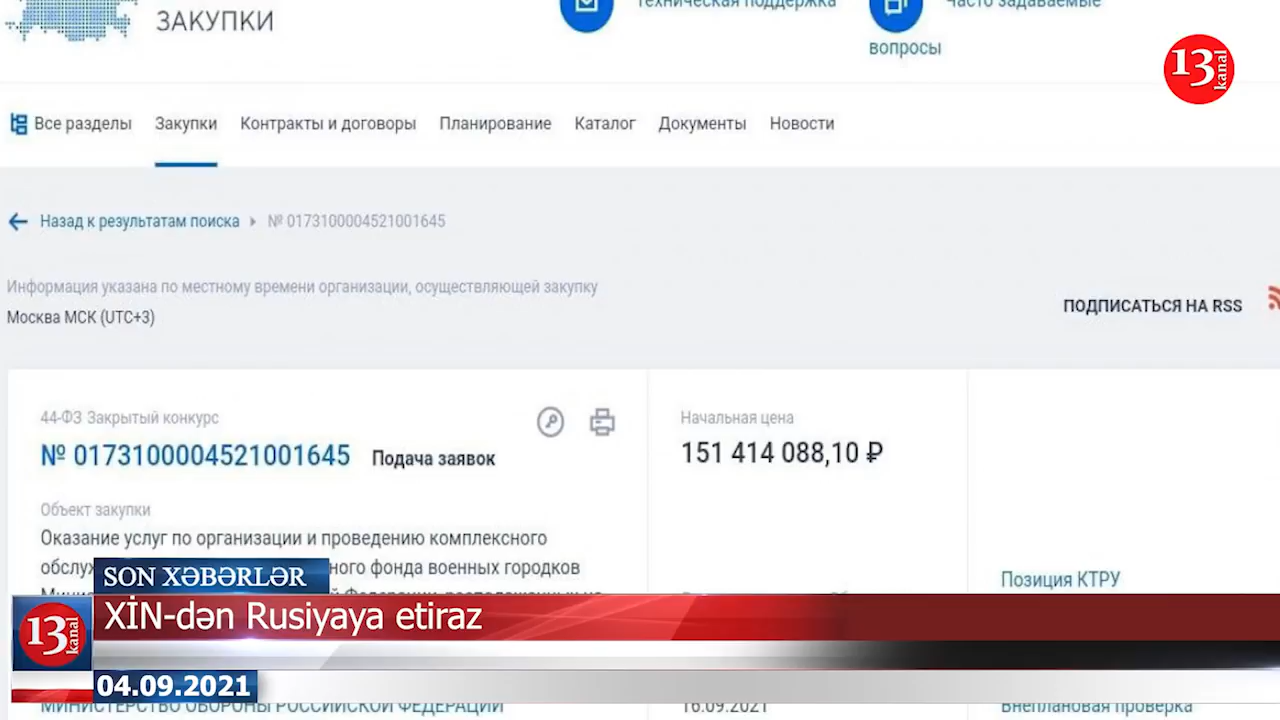 ЗАКУПКИ
Техническая поддержка
Часто задаваемые
вопросы
13 kanal
Все разделы Закупки Контракты и договоры Планирование Каталог Документы Новости
Назад к результатам поиска № 0173100004521001645
Информация указана по местному времени организации, осуществляющей закупку
Москва МСК (UTC+3)
ПОДПИСАТЬСЯ НА RSS
44-ФЗ Закрытый конкурс
№ 0173100004521001645 Подача заявок
Начальная цена
151 414 088,10 ₽
Объект закупки
Оказание услуг по организации и проведению комплексного
ного фонда военных городков
Позиция КТРУ
SON XƏBƏRLƏR
XİN-dən Rusiyaya etiraz
13 kanal
04.09.2021
МИНИСТЕРСТВО ОБОРОНЫ РОССИЙСКОЙ ФЕДЕРАЦИИ
16.09.2021
Внеплановая проверка